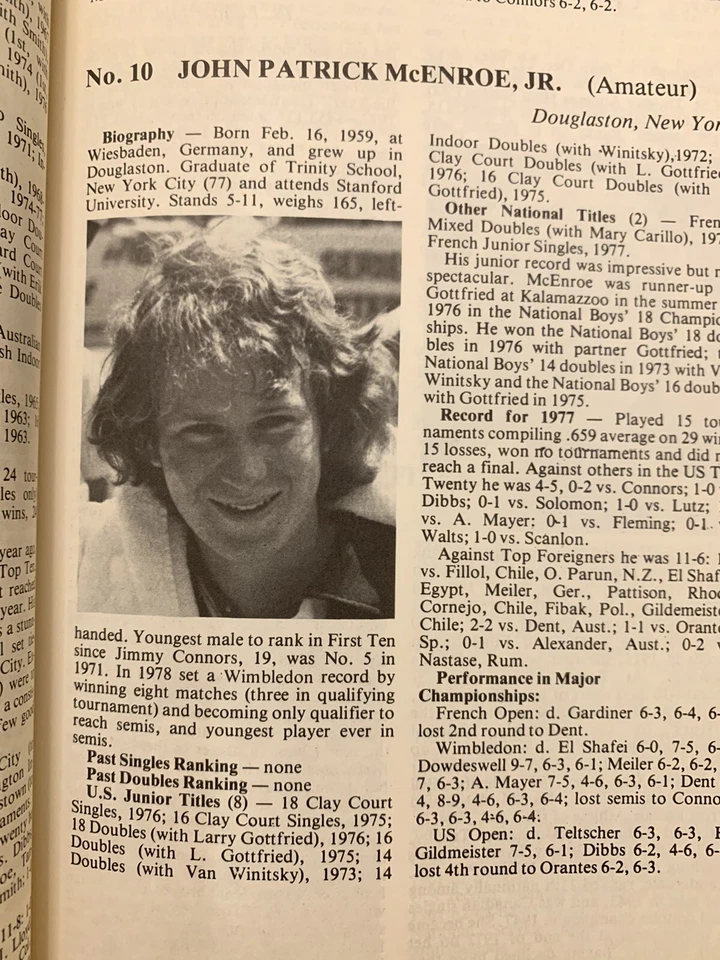 to Connors 6-2, 6-2.
No. 10 JOHN PATRICK McENROE, JR. (Amateur)
Douglaston, New Yor
Biography — Born Feb. 16, 1959, at
Wiesbaden, Germany, and grew up in
Douglaston. Graduate of Trinity School,
New York City (77) and attends Stanford
University. Stands 5-11, weighs 165, left-
handed. Youngest male to rank in First Ten
since Jimmy Connors, 19, was No. 5 in
1971. In 1978 set a Wimbledon record by
winning eight matches (three in qualifying
tournament) and becoming only qualifier to
reach semis, and youngest player ever in
semis.
Past Singles Ranking — none
Past Doubles Ranking — none
U.S. Junior Titles (8) — 18 Clay Court
Singles, 1976; 16 Clay Court Singles, 1975;
18 Doubles (with Larry Gottfried), 1976; 16
Doubles (with L. Gottfried), 1975; 14
Doubles (with Van Winitsky), 1973; 14
Indoor Doubles (with Winitsky),1972;
Clay Court Doubles (with L. Gottfrie
1976; 16 Clay Court Doubles (with
Gottfried), 1975.
Other National Titles (2) — Fren
Mixed Doubles (with Mary Carillo), 197
French Junior Singles, 1977.
His junior record was impressive but n
spectacular. McEnroe was runner-up
Gottfried at Kalamazzoo in the summer
1976 in the National Boys' 18 Champio
ships. He won the National Boys' 18 do
bles in 1976 with partner Gottfried; t
National Boys' 14 doubles in 1973 with V
Winitsky and the National Boys' 16 doub
with Gottfried in 1975.
Record for 1977 — Played 15 tou
naments compiling .659 average on 29 wi
15 losses, won no tournaments and did n
reach a final. Against others in the US T
Twenty he was 4-5, 0-2 vs. Connors; 1-0
Dibbs; 0-1 vs. Solomon; 1-0 vs. Lutz;
vs. A. Mayer; 0-1 vs. Fleming; 0-1
Walts; 1-0 vs. Scanlon.
Against Top Foreigners he was 11-6: 1
vs. Fillol, Chile, O. Parun, N.Z., El Shaf
Egypt, Meiler, Ger., Pattison, Rhod
Cornejo, Chile, Fibak, Pol., Gildemeiste
Chile; 2-2 vs. Dent, Aust.; 1-1 vs. Orante
Sp.; 0-1 vs. Alexander, Aust.; 0-2 v
Nastase, Rum.
Performance in Major
Championships:
French Open: d. Gardiner 6-3, 6-4, 6-
lost 2nd round to Dent.
Wimbledon: d. El Shafei 6-0, 7-5, 6-
Dowdeswell 9-7, 6-3, 6-1; Meiler 6-2, 6-2,
7, 6-3; A. Mayer 7-5, 4-6, 6-3, 6-1; Dent
4, 8-9, 4-6, 6-3, 6-4; lost semis to Conno
6-3, 6-3, 4-6, 6-4.
US Open: d. Teltscher 6-3, 6-3,
Gildmeister 7-5, 6-1; Dibbs 6-2, 4-6, 6-
lost 4th round to Orantes 6-2, 6-3.